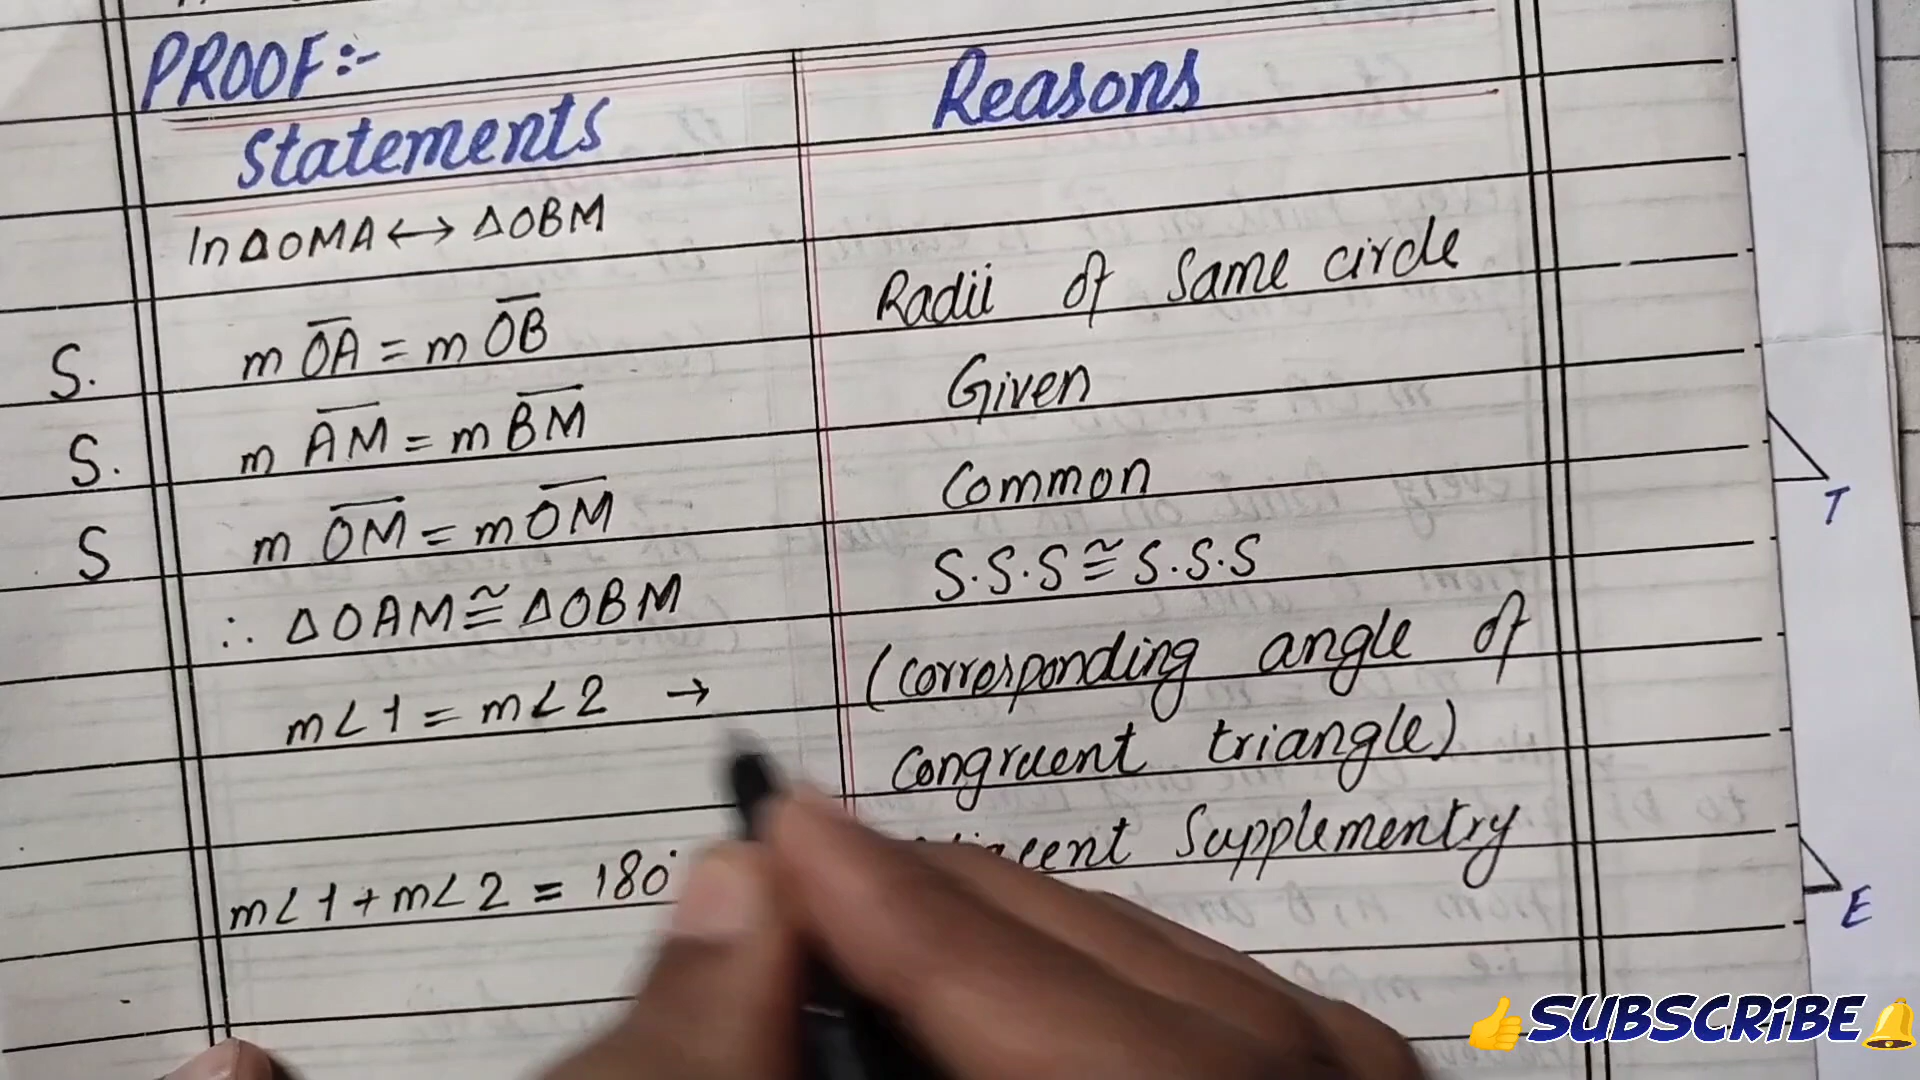 PROOF:-
Statements Reasons
In ΔOMA ↔ ΔOBM
S. m OA = m OB Radii of Same circle
S. m AM = m BM Given
S m OM = m OM Common
∴ ΔOAM ≅ ΔOBM S.S.S ≅ S.S.S
m∠1 = m∠2 → (corresponding angle of
congruent triangle)
m∠1 + m∠2 = 180° Supplementry
T
E
SUBSCRiBE